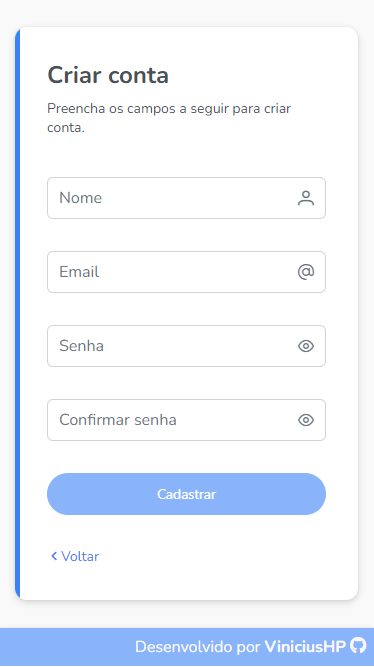 Criar conta
Preencha os campos a seguir para criar
conta.
Nome
Email
Senha
Confirmar senha
Cadastrar
Voltar
Desenvolvido por ViniciusHP